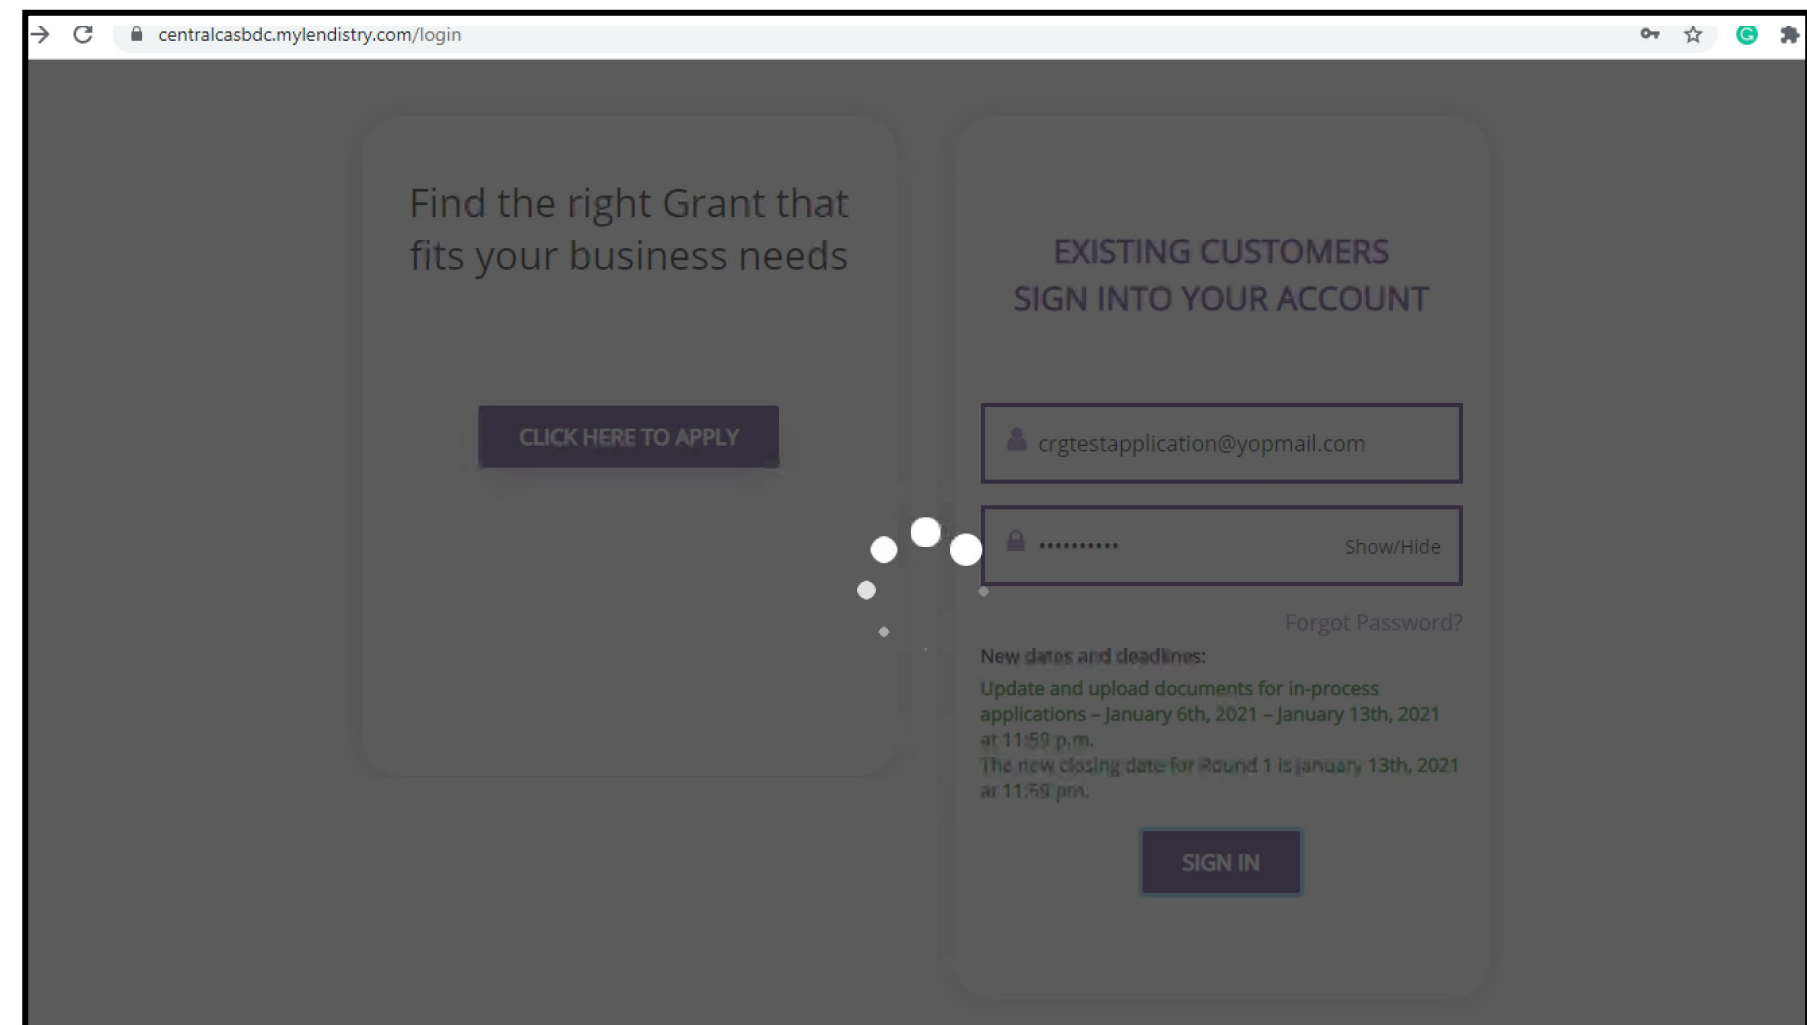 centralcasbdc.mylendistry.com/login
Find the right Grant that
fits your business needs
CLICK HERE TO APPLY
EXISTING CUSTOMERS
SIGN INTO YOUR ACCOUNT
crgtestapplication@yopmail.com
••••••••••
Show/Hide
Forgot Password?
New dates and deadlines:
Update and upload documents for in-process
applications – January 6th, 2021 – January 13th, 2021
at 11:59 p.m.
The new closing date for Round 1 is january 13th, 2021
at 11:59 pm.
SIGN IN